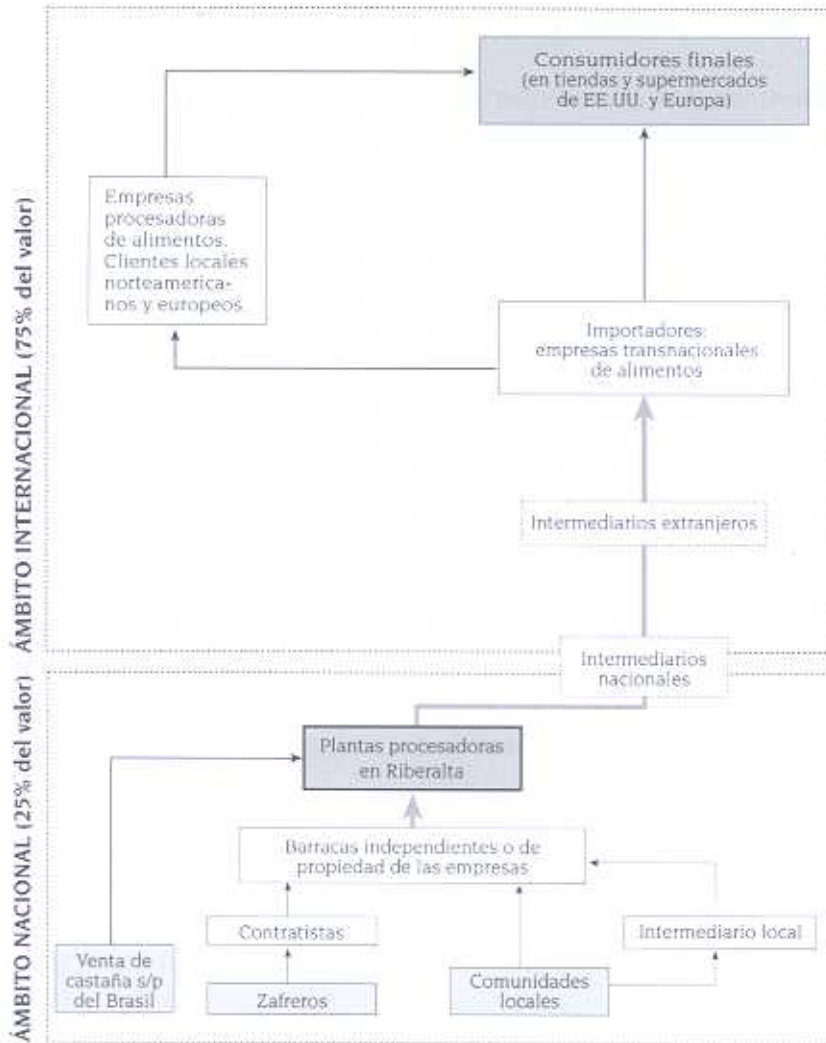 ÁMBITO INTERNACIONAL (75% del valor)
Consumidores finales
(en tiendas y supermercados
de EE.UU. y Europa)
Empresas
procesadoras
de alimentos.
Clientes locales
norteamerica-
nos y europeos
Importadores:
empresas transnacionales
de alimentos
Intermediarios extranjeros
Intermediarios
nacionales
ÁMBITO NACIONAL (25% del valor)
Plantas procesadoras
en Riberalta
Barracas independientes o de
propiedad de las empresas
Contratistas
Intermediario local
Venta de
castaña s/p
del Brasil
Zafreros
Comunidades
locales